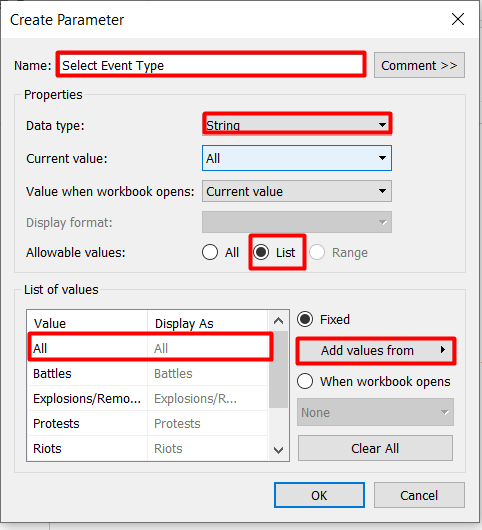 Create Parameter
Name: Select Event Type Comment >>
Properties
Data type: String
Current value: All
Value when workbook opens: Current value
Display format:
Allowable values: All List Range
List of values
Value Display As
All All
Battles Battles
Explosions/Remo... Explosions/R...
Protests Protests
Riots Riots
Fixed
Add values from
When workbook opens
None
Clear All
OK Cancel